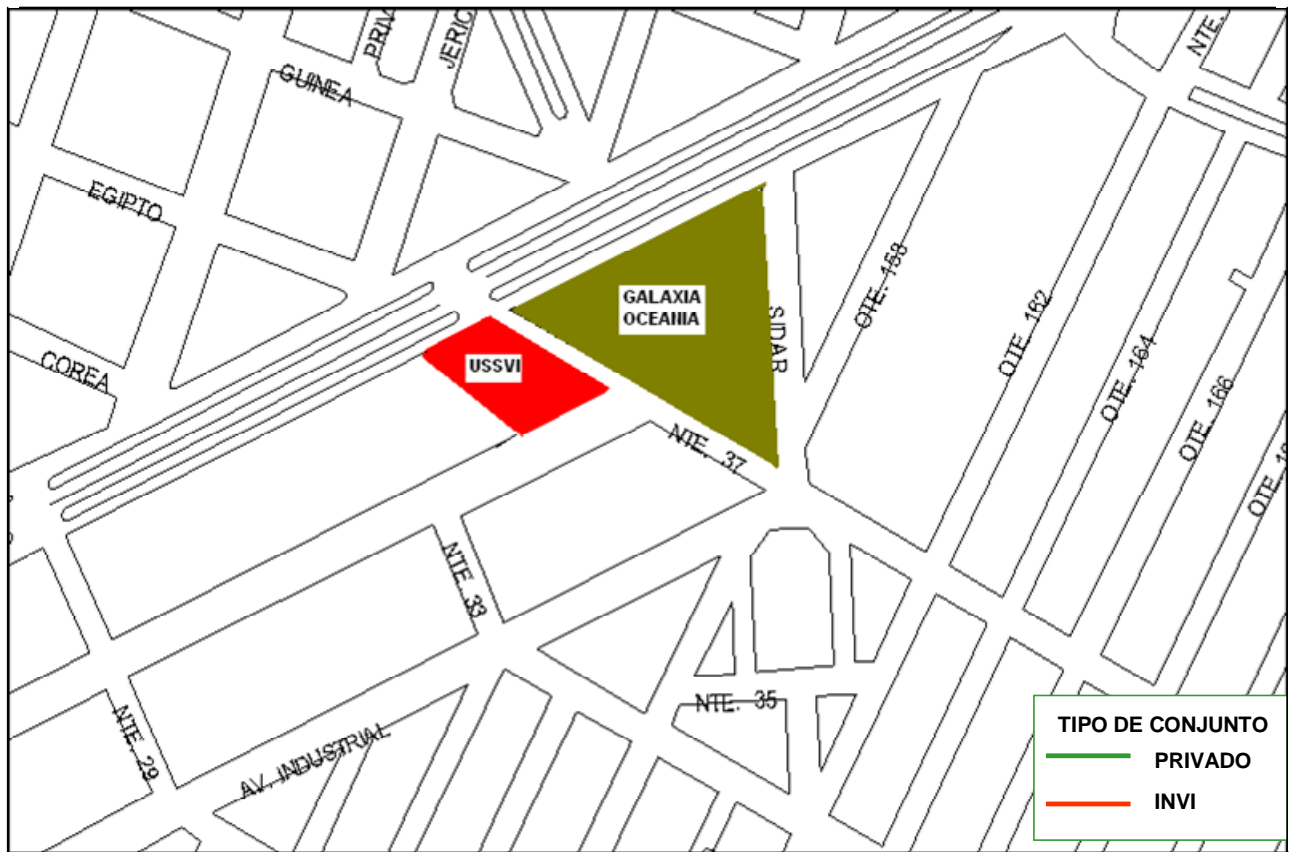 PRIV
JERIC
NTE.
GUINEA
EGIPTO
GALAXIA
OCEANIA
SIDAR
OTE. 158
COREA
USSVI
OTE. 162
OTE. 164
OTE. 166
NTE. 37
NTE. 33
NTE. 35
NTE. 29
AV. INDUSTRIAL
TIPO DE CONJUNTO
PRIVADO
INVI